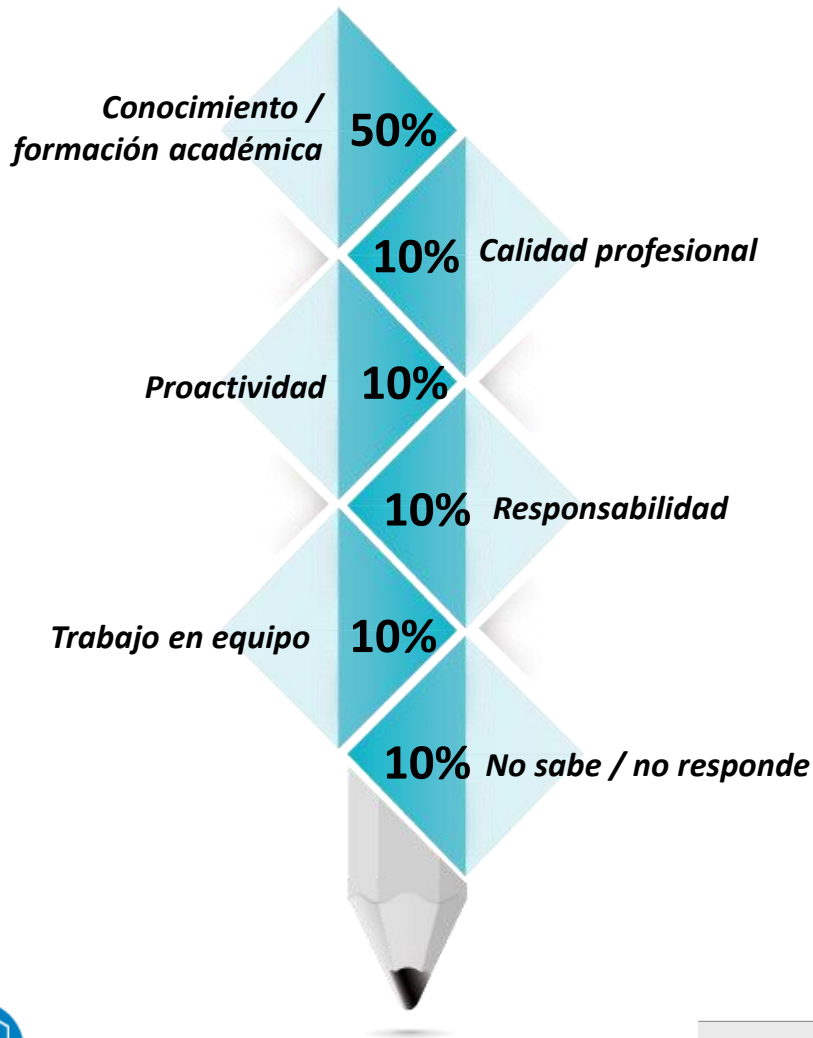 Conocimiento /
formación académica
50%
10%
Calidad profesional
Proactividad
10%
10%
Responsabilidad
Trabajo en equipo
10%
10%
No sabe / no responde